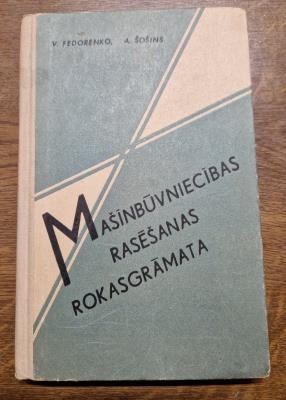 V. FEDORENKO, A. ŠOŠINS
MAŠĪNBŪVNIECĪBAS
RASĒŠANAS
ROKASGRĀMATA